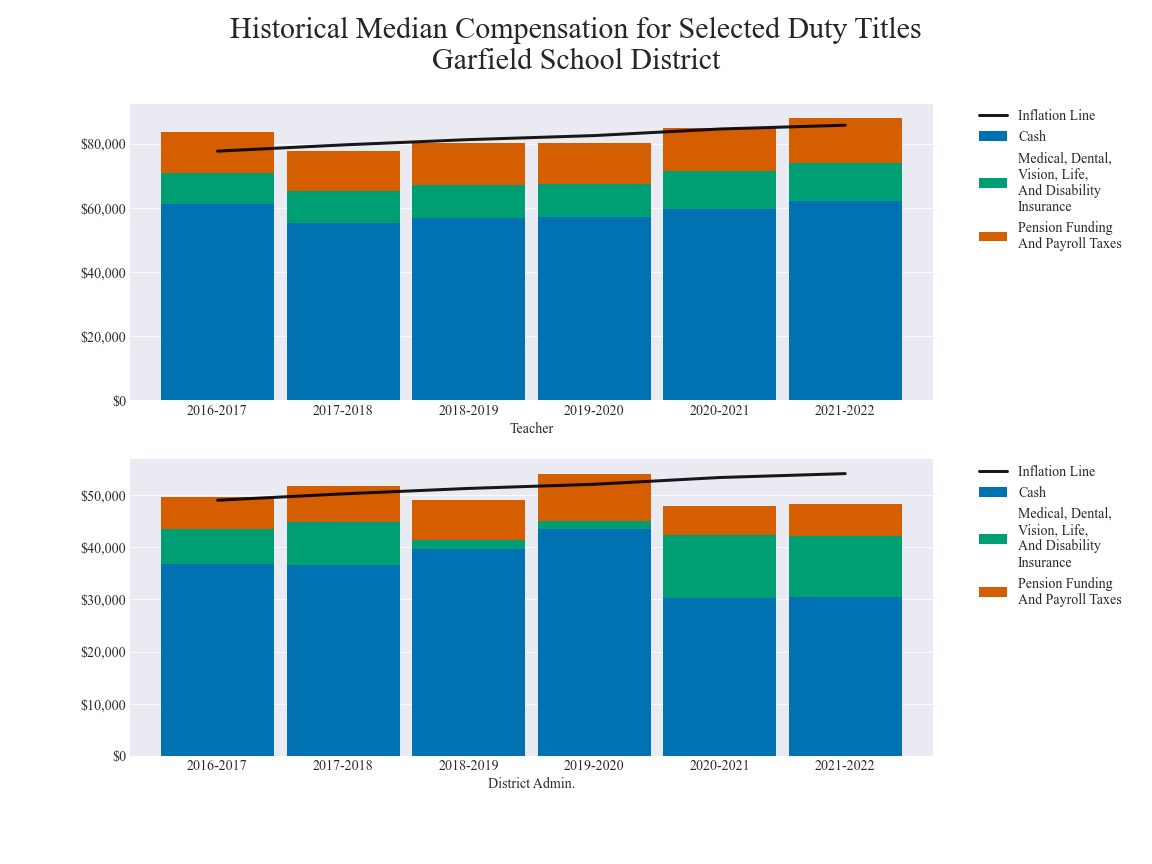 Historical Median Compensation for Selected Duty Titles
Garfield School District
$80,000
$60,000
$40,000
$20,000
$0
2016-2017
2017-2018
2018-2019
2019-2020
2020-2021
2021-2022
Teacher
Inflation Line
Cash
Medical, Dental,
Vision, Life,
And Disability
Insurance
Pension Funding
And Payroll Taxes
$50,000
$40,000
$30,000
$20,000
$10,000
$0
2016-2017
2017-2018
2018-2019
2019-2020
2020-2021
2021-2022
District Admin.
Inflation Line
Cash
Medical, Dental,
Vision, Life,
And Disability
Insurance
Pension Funding
And Payroll Taxes